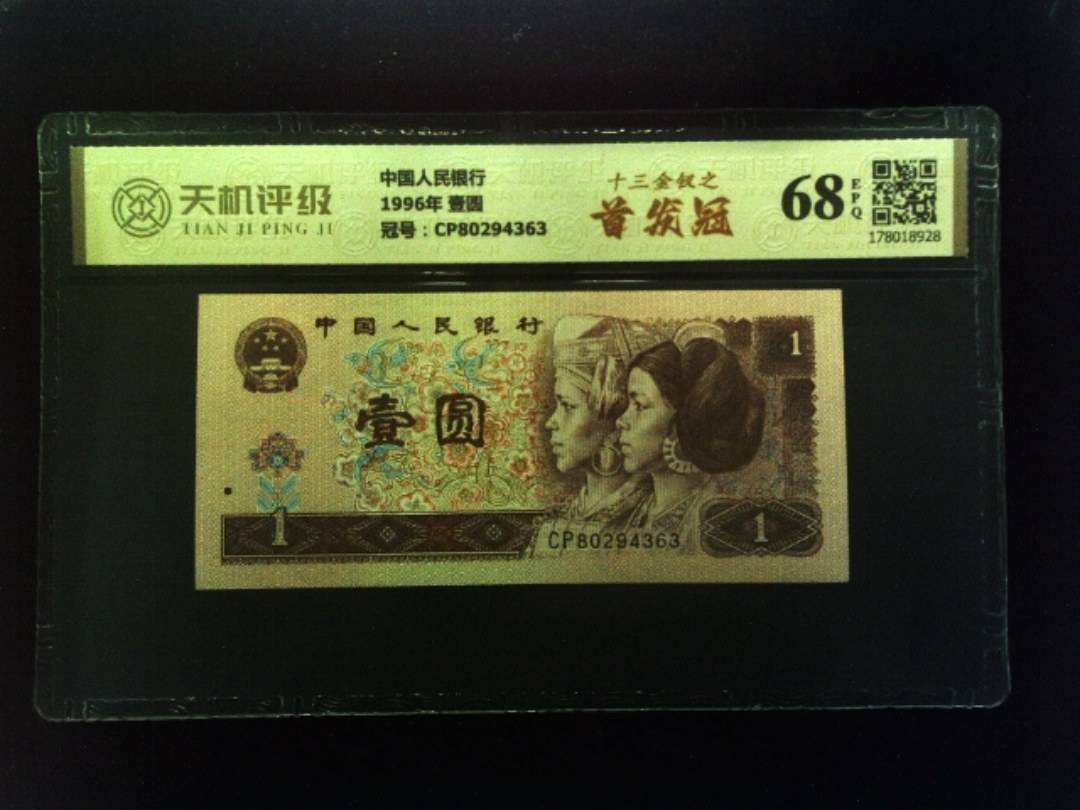 天机评级
TIAN JI PING JI
中国人民银行
1996年 壹圆
冠号：CP80294363
十三金钗之
首发冠
68
EPQ
178018928
中国人民银行
1
壹圆
1
CP80294363
1